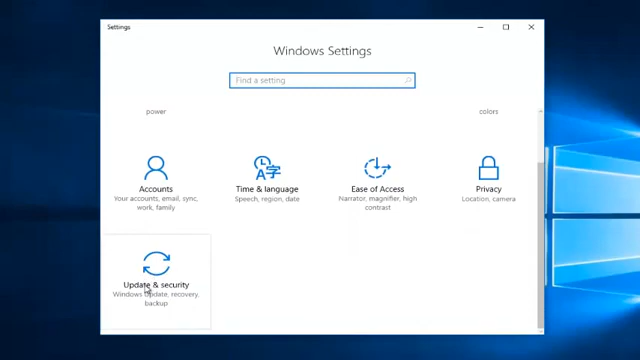 Settings
Windows Settings
Find a setting
power
colors
Accounts
Your accounts, email, sync,
work, family
Time & language
Speech, region, date
Ease of Access
Narrator, magnifier, high
contrast
Privacy
Location, camera
Update & security
Windows Update, recovery,
backup